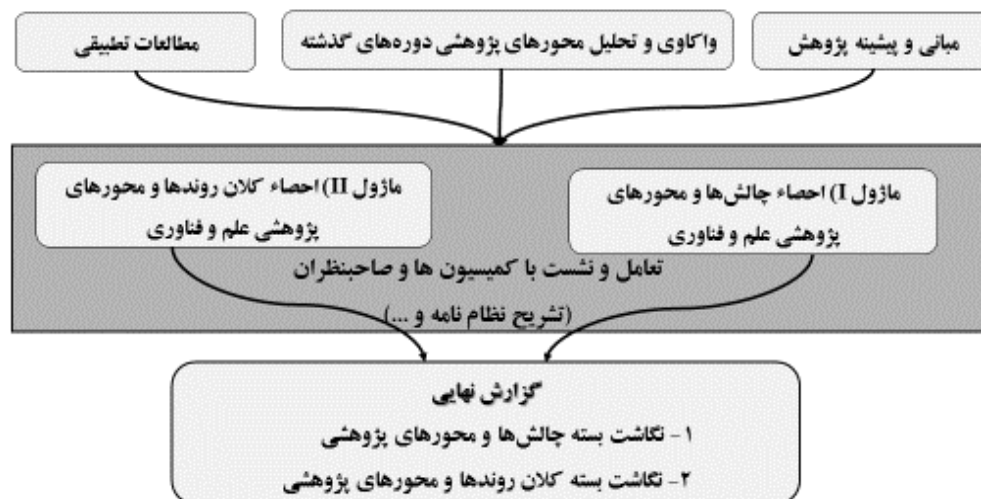 مبانی و پیشینه پژوهش
واکاوی و تحلیل محورهای پژوهشی دوره‌های گذشته
مطالعات تطبیقی
ماژول I) احصاء چالش‌ها و محورهای
پژوهشی علم و فناوری
ماژول II) احصاء کلان روندها و محورهای
پژوهشی علم و فناوری
تعامل و نشست با کمیسیون ها و صاحبنظران
(تشریح نظام نامه و ...)
گزارش نهایی
۱- نگاشت بسته چالش‌ها و محورهای پژوهشی
۲- نگاشت بسته کلان روندها و محورهای پژوهشی